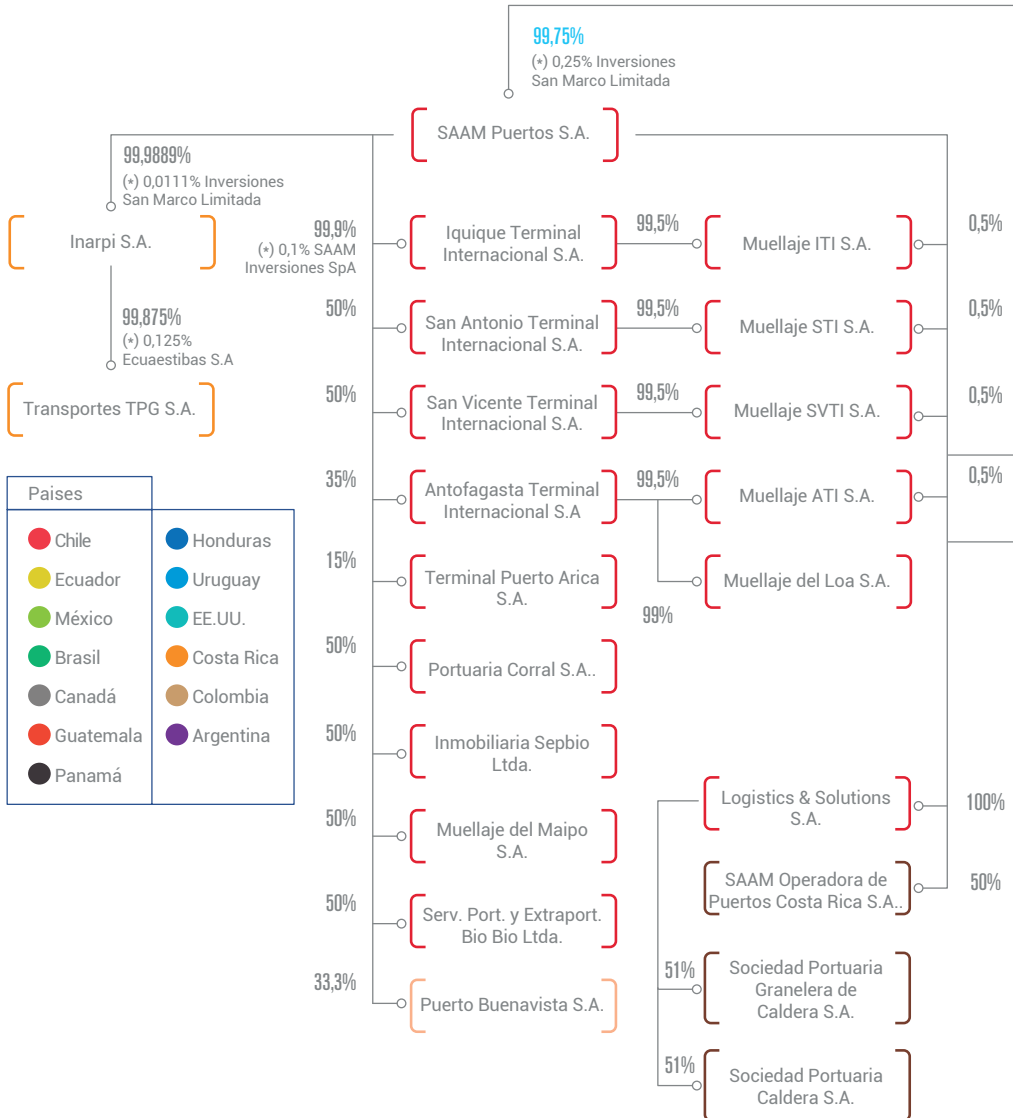 99,75%
(*) 0,25% Inversiones
San Marco Limitada
SAAM Puertos S.A.
99,9889%
(*) 0,0111% Inversiones
San Marco Limitada
Inarpi S.A.
99,875%
(*) 0,125%
Ecuaestibas S.A
Transportes TPG S.A.
99,9%
(*) 0,1% SAAM
Inversiones SpA
Iquique Terminal
Internacional S.A.
99,5%
Muellaje ITI S.A.
0,5%
50%
San Antonio Terminal
Internacional S.A.
99,5%
Muellaje STI S.A.
0,5%
50%
San Vicente Terminal
Internacional S.A.
99,5%
Muellaje SVTI S.A.
0,5%
35%
Antofagasta Terminal
Internacional S.A
99,5%
Muellaje ATI S.A.
0,5%
15%
Terminal Puerto Arica
S.A.
99%
Muellaje del Loa S.A.
50%
Portuaria Corral S.A..
50%
Inmobiliaria Sepbio
Ltda.
50%
Muellaje del Maipo
S.A.
50%
Serv. Port. y Extraport.
Bio Bio Ltda.
33,3%
Puerto Buenavista S.A.
Logistics & Solutions
S.A.
100%
SAAM Operadora de
Puertos Costa Rica S.A..
50%
51%
Sociedad Portuaria
Granelera de
Caldera S.A.
51%
Sociedad Portuaria
Caldera S.A.
Paises
Chile
Ecuador
México
Brasil
Canadá
Guatemala
Panamá
Honduras
Uruguay
EE.UU.
Costa Rica
Colombia
Argentina